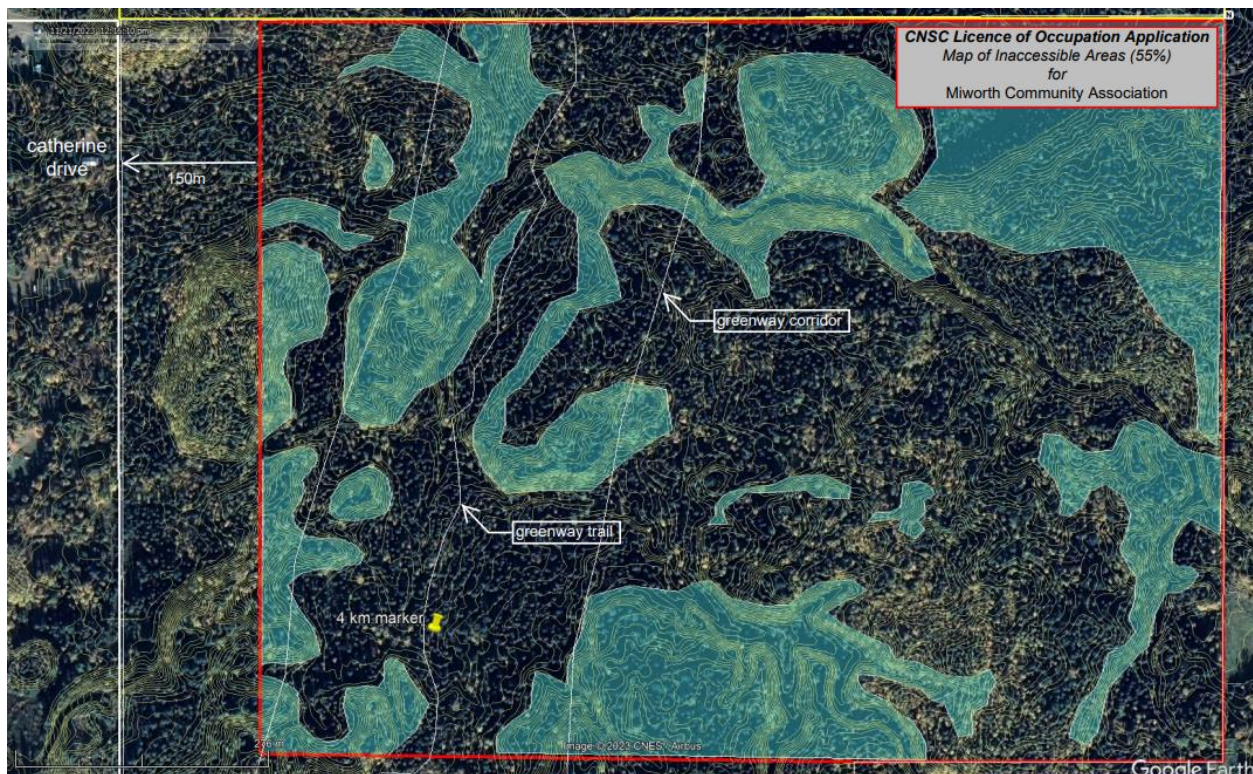 CNSC Licence of Occupation Application
Map of Inaccessible Areas (55%)
for
Miworth Community Association
catherine
drive
150m
greenway corridor
greenway trail
4 km marker
Image © 2023 CNES / Airbus
Google Earth